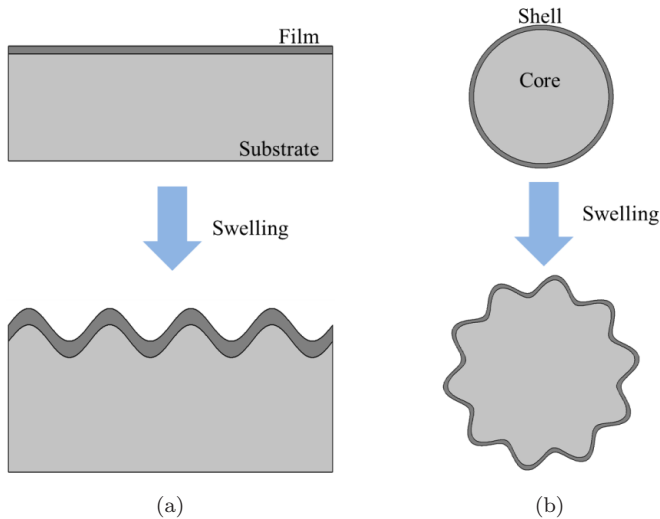 Film
Substrate
Swelling
(a)
Shell
Core
Swelling
(b)